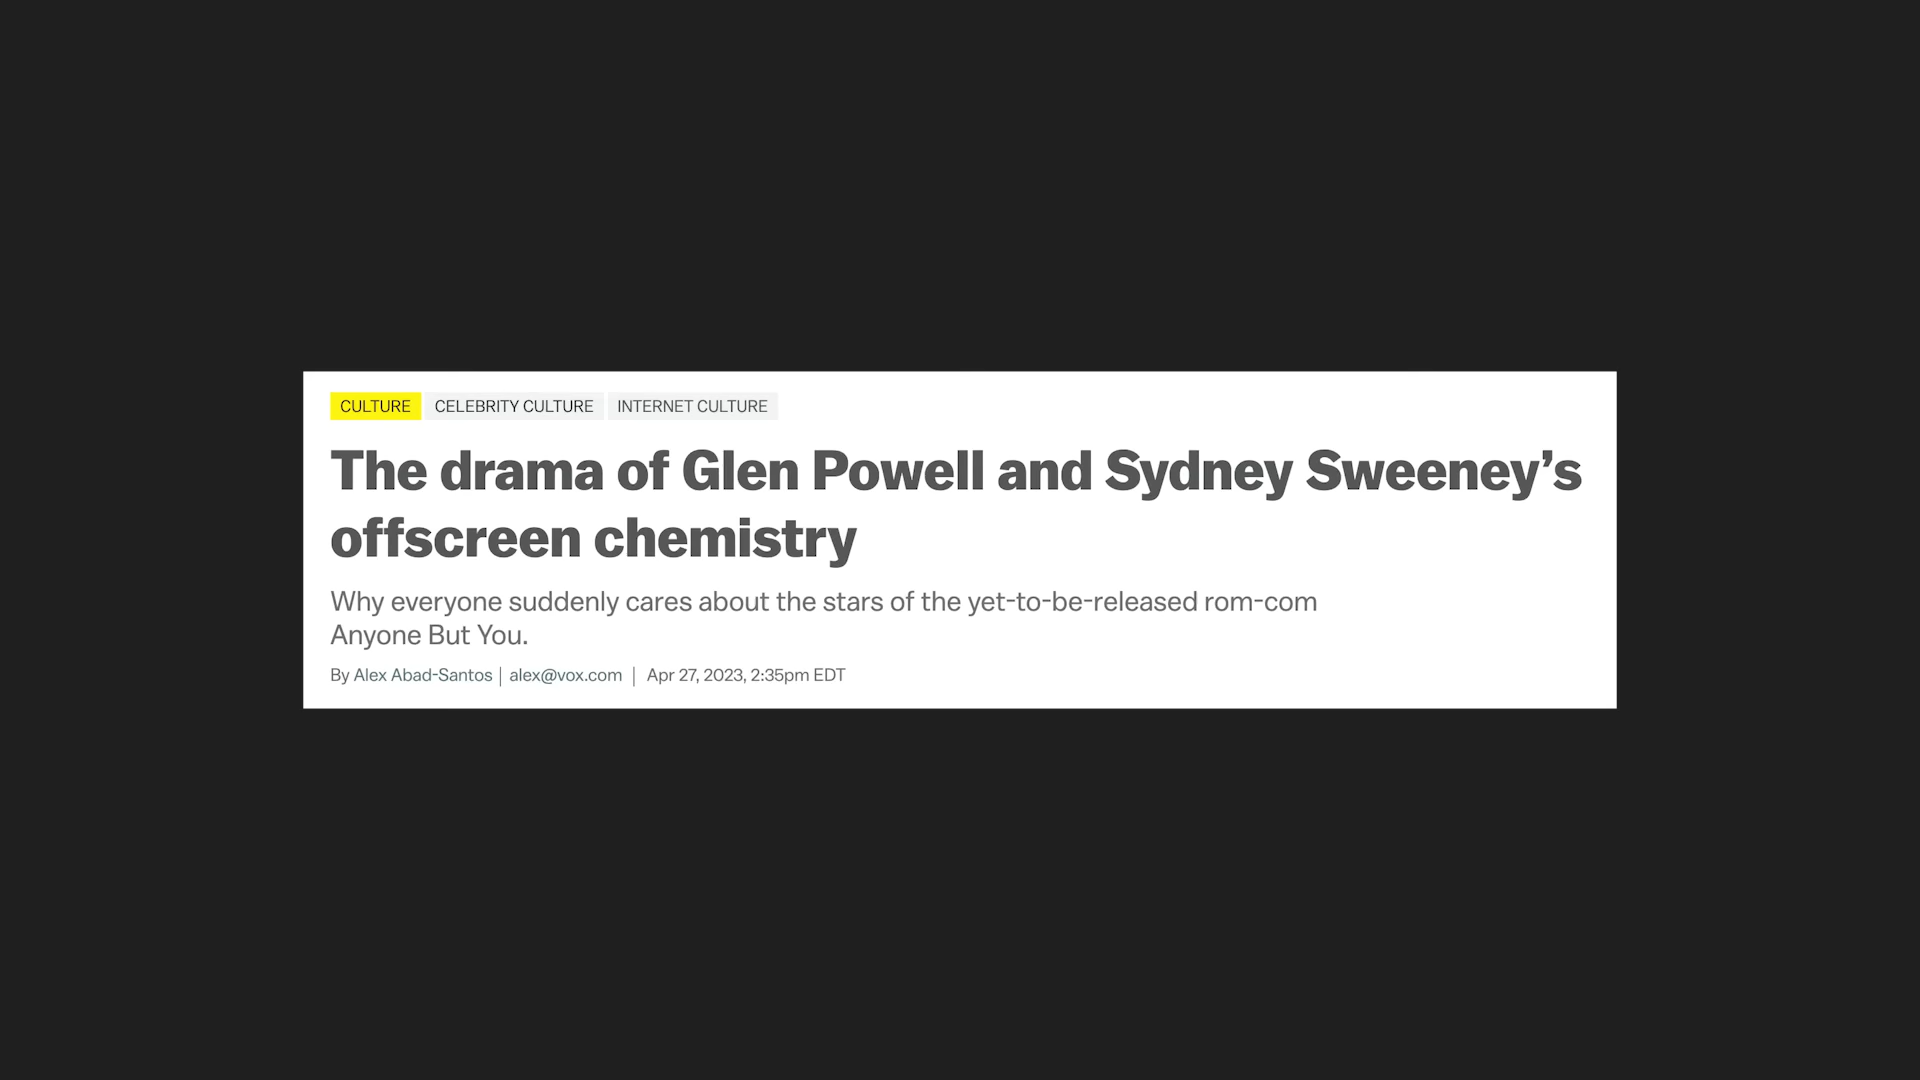 CULTURE CELEBRITY CULTURE INTERNET CULTURE
The drama of Glen Powell and Sydney Sweeney’s
offscreen chemistry
Why everyone suddenly cares about the stars of the yet-to-be-released rom-com
Anyone But You.
By Alex Abad-Santos | alex@vox.com | Apr 27, 2023, 2:35pm EDT